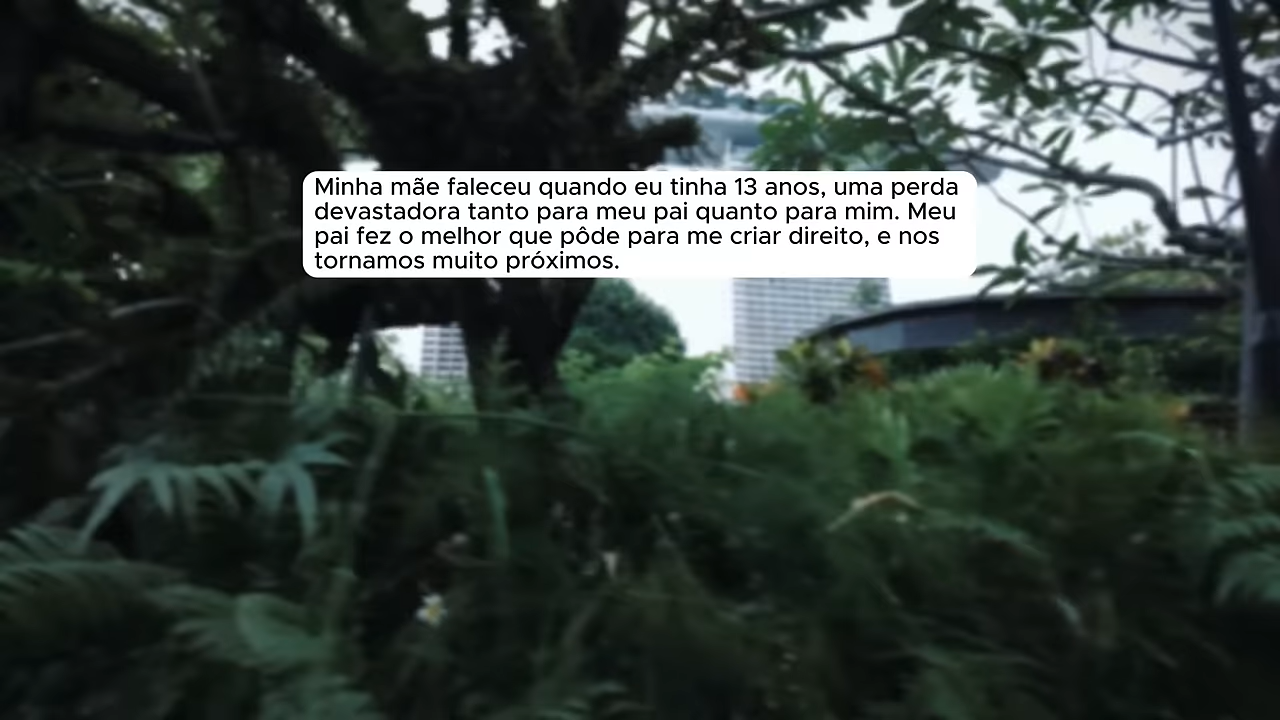 Minha mãe faleceu quando eu tinha 13 anos, uma perda
devastadora tanto para meu pai quanto para mim. Meu
pai fez o melhor que pôde para me criar direito, e nos
tornamos muito próximos.